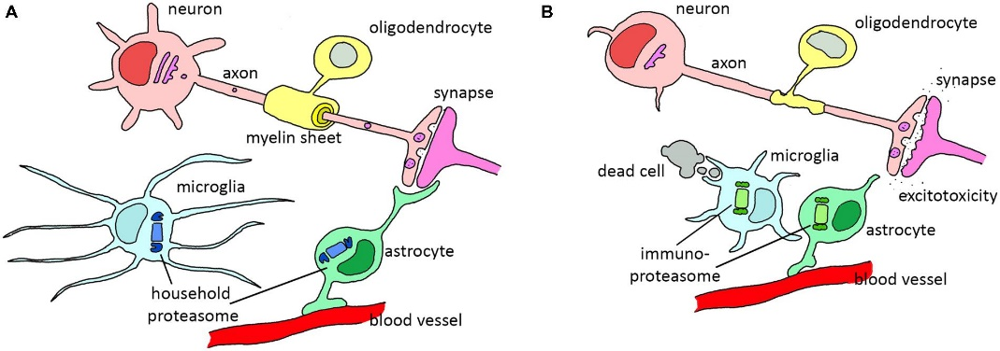 A
neuron
oligodendrocyte
axon
synapse
myelin sheet
microglia
astrocyte
household
proteasome
blood vessel
B
neuron
oligodendrocyte
axon
synapse
microglia
dead cell
excitotoxicity
astrocyte
immuno-
proteasome
blood vessel